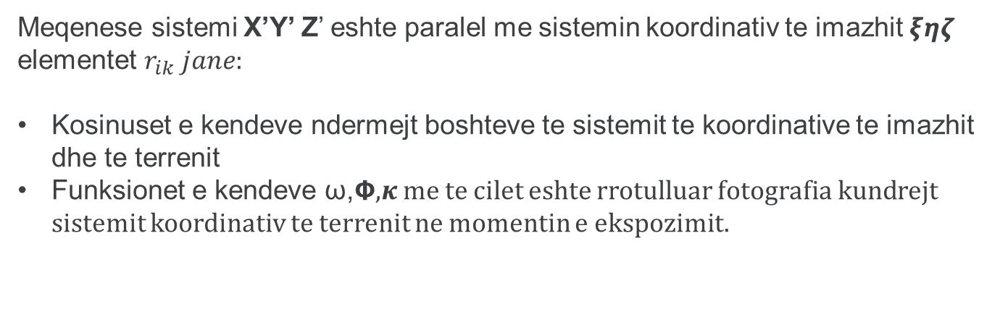 Meqenese sistemi X’Y’ Z’ eshte paralel me sistemin koordinativ te imazhit ξηζ
elementet r_ik jane:
• Kosinuset e kendeve ndermejt boshteve te sistemit te koordinative te imazhit
dhe te terrenit
• Funksionet e kendeve ω,Φ,κ me te cilet eshte rrotulluar fotografia kundrejt
sistemit koordinativ te terrenit ne momentin e ekspozimit.